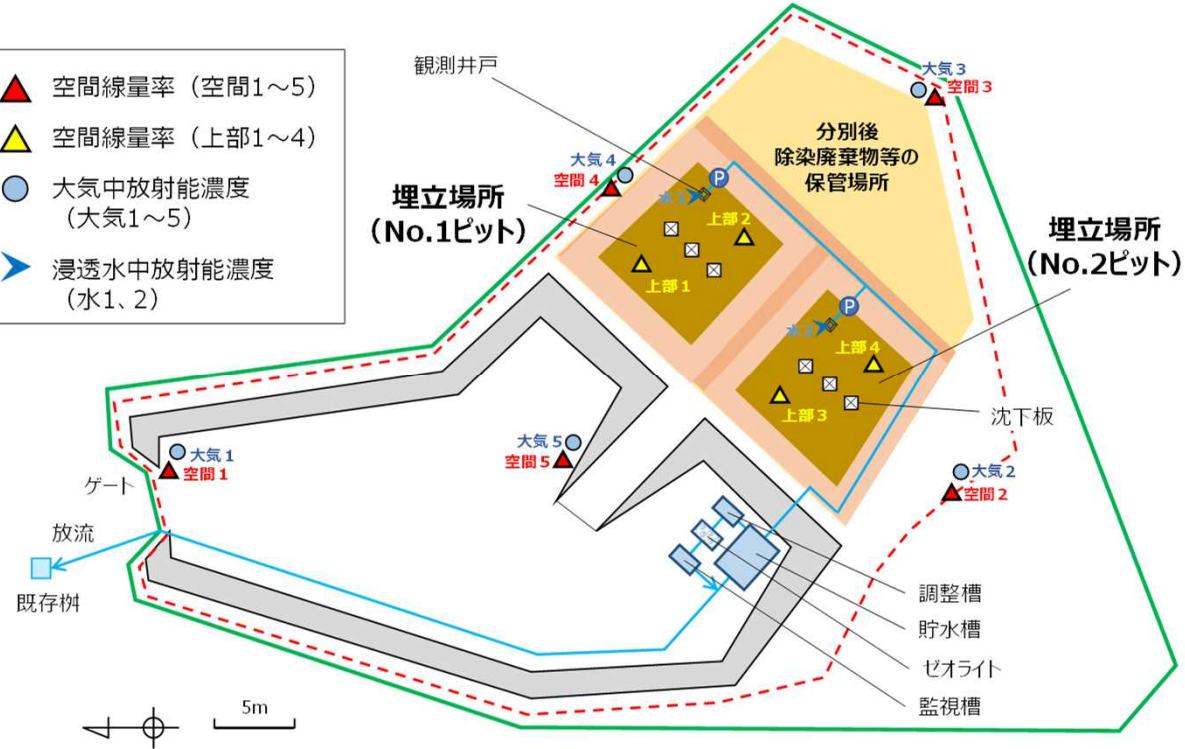 空間線量率（空間1～5）
空間線量率（上部1～4）
大気中放射能濃度
（大気1～5）
浸透水中放射能濃度
（水1、2）
観測井戸
大気3
空間3
分別後
除染廃棄物等の
保管場所
大気4
空間4
埋立場所
（No.1ピット）
水1
P
上部2
上部1
埋立場所
（No.2ピット）
P
水2
上部4
上部3
沈下板
大気1
空間1
ゲート
大気5
空間5
大気2
空間2
放流
既存桝
調整槽
貯水槽
ゼオライト
監視槽
5m